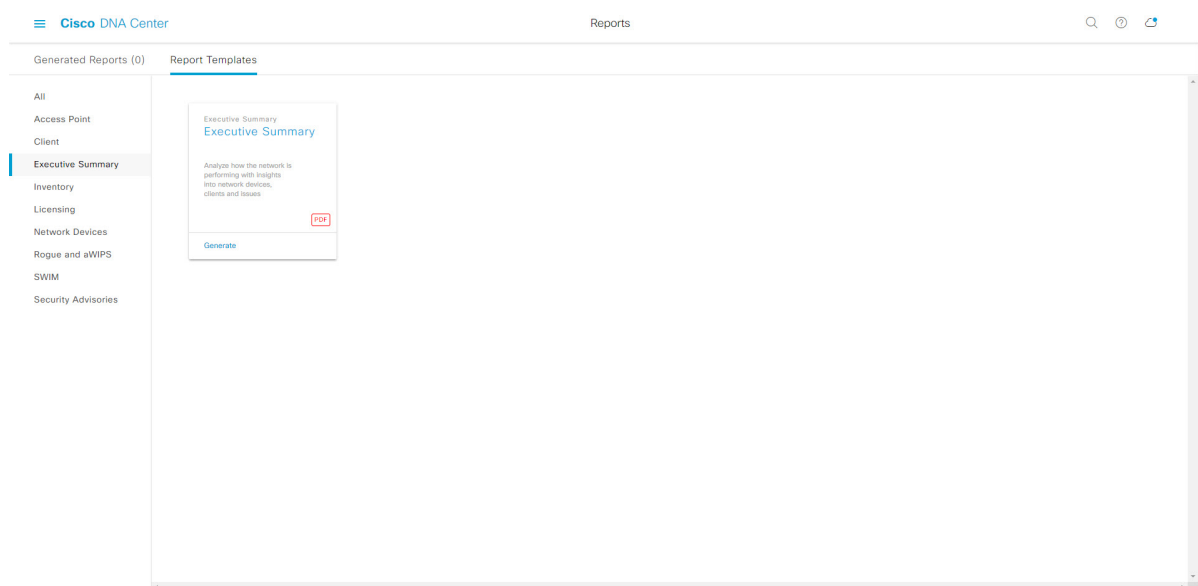 Cisco DNA Center
Reports
Generated Reports (0)
Report Templates
All
Access Point
Client
Executive Summary
Inventory
Licensing
Network Devices
Rogue and aWIPS
SWIM
Security Advisories
Executive Summary
Executive Summary
Analyze how the network is
performing with insights
into network devices,
clients and issues
PDF
Generate